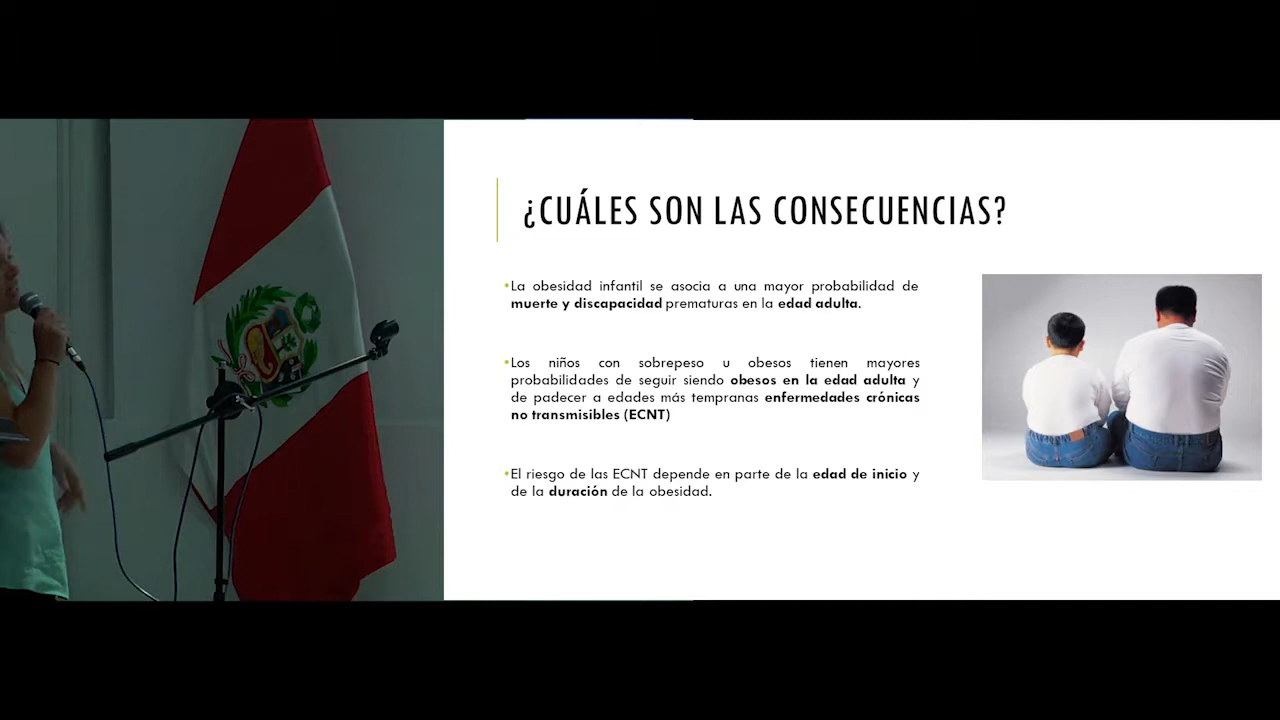 ¿CUÁLES SON LAS CONSECUENCIAS?
•La obesidad infantil se asocia a una mayor probabilidad de
muerte y discapacidad prematuras en la edad adulta.
•Los niños con sobrepeso u obesos tienen mayores
probabilidades de seguir siendo obesos en la edad adulta y
de padecer a edades más tempranas enfermedades crónicas
no transmisibles (ECNT)
•El riesgo de las ECNT depende en parte de la edad de inicio y
de la duración de la obesidad.